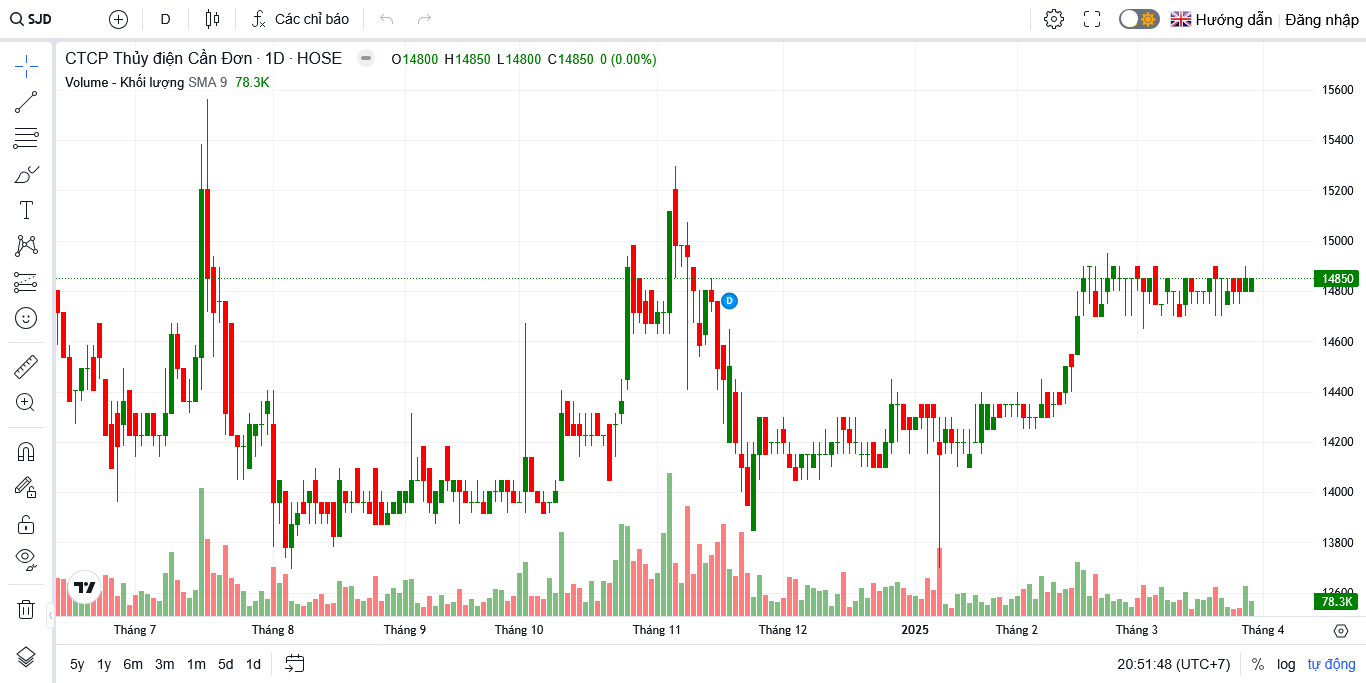 SJD D Các chỉ báo Hướng dẫn Đăng nhập
CTCP Thủy điện Cần Đơn · 1D · HOSE O14800 H14850 L14800 C14850 0 (0.00%)
Volume - Khối lượng SMA 9 78.3K
15600
15400
15200
15000
14850
14800
14600
14400
14200
14000
13800
13600
78.3K
D
Tháng 7 Tháng 8 Tháng 9 Tháng 10 Tháng 11 Tháng 12 2025 Tháng 2 Tháng 3 Tháng 4
5y 1y 6m 3m 1m 5d 1d 20:51:48 (UTC+7) % log tự động